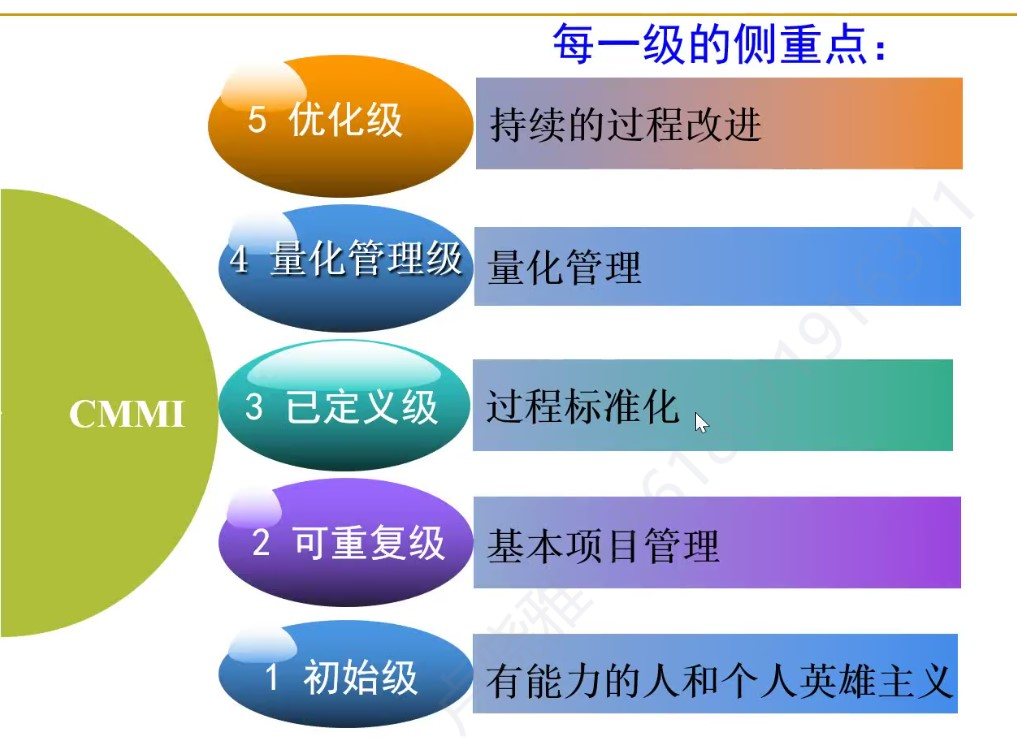 每一级的侧重点：
5 优化级 持续的过程改进
4 量化管理级 量化管理
CMMI
3 已定义级 过程标准化
2 可重复级 基本项目管理
1 初始级 有能力的人和个人英雄主义